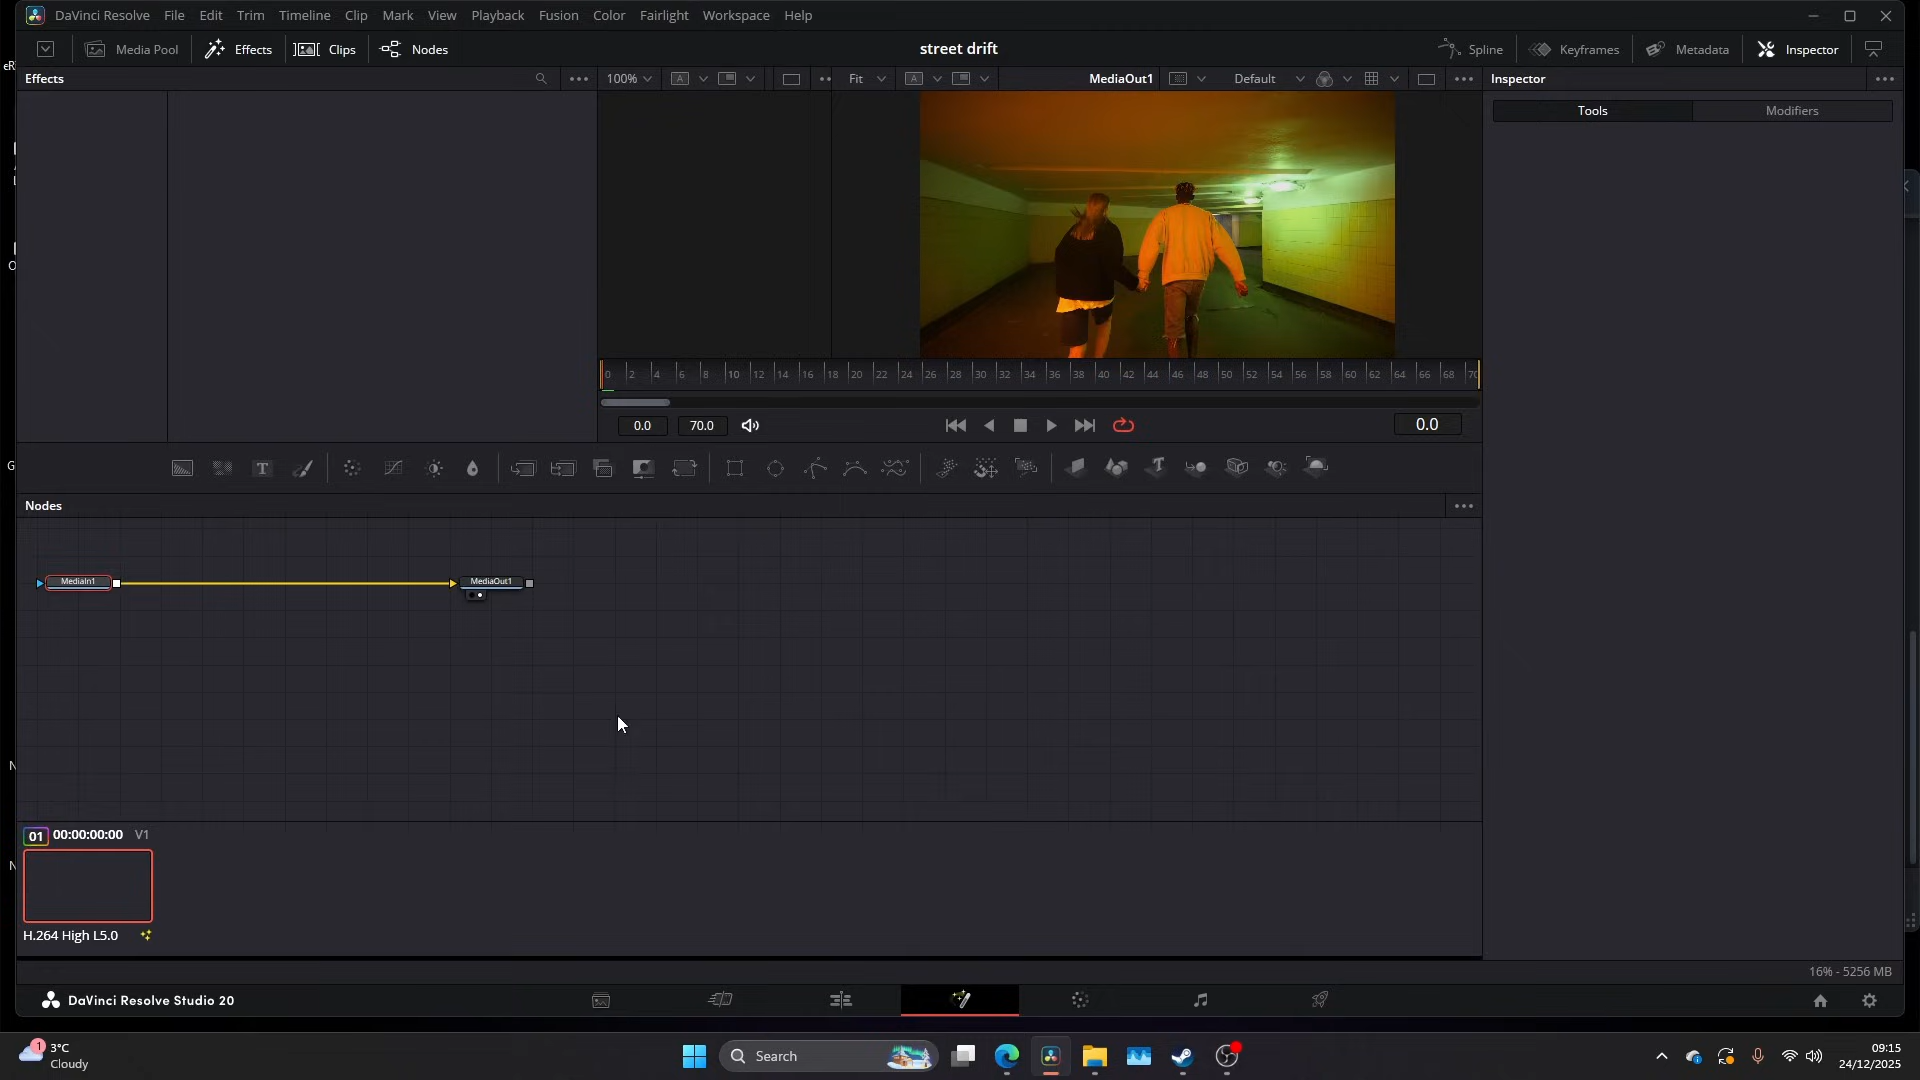 DaVinci Resolve File Edit Trim Timeline Clip Mark View Playback Fusion Color Fairlight Workspace Help
Media Pool Effects Clips Nodes street drift Spline Keyframes Metadata Inspector
Effects 100% Fit MediaOut1 Default Inspector
Tools Modifiers
0 2 4 6 8 10 12 14 16 18 20 22 24 26 28 30 32 34 36 38 40 42 44 46 48 50 52 54 56 58 60 62 64 66 68 70
0.0 70.0 0.0
Nodes
MediaIn1 MediaOut1
01 00:00:00:00 V1
H.264 High L5.0
16% - 5256 MB
DaVinci Resolve Studio 20
1 3°C
Cloudy
Search
09:15
24/12/2025